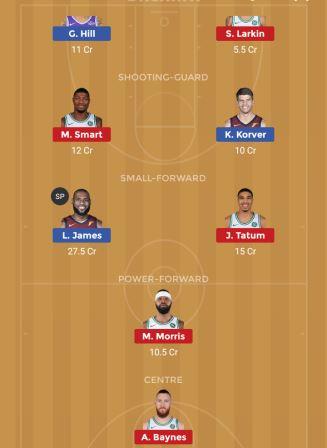 G. Hill
S. Larkin
11 Cr
5.5 Cr
SHOOTING-GUARD
M. Smart
K. Korver
12 Cr
10 Cr
SMALL-FORWARD
SP
L. James
J. Tatum
27.5 Cr
15 Cr
POWER-FORWARD
M. Morris
10.5 Cr
CENTRE
A. Baynes